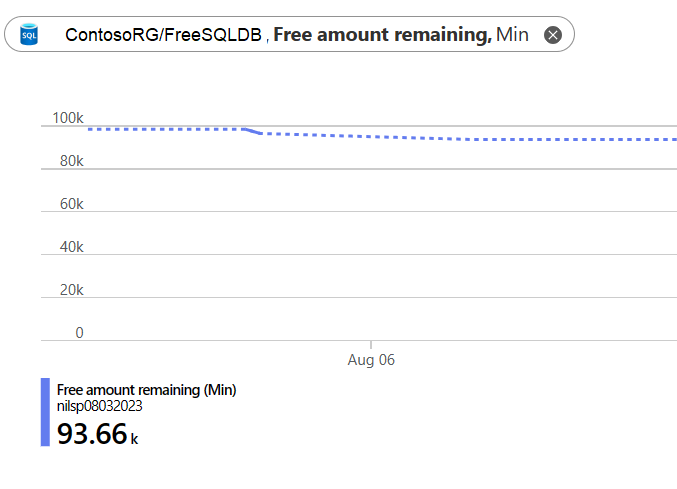 SQL
ContosoRG/FreeSQLDB , Free amount remaining, Min
100k
80k
60k
40k
20k
0
Aug 06
Free amount remaining (Min)
nilsp08032023
93.66 k